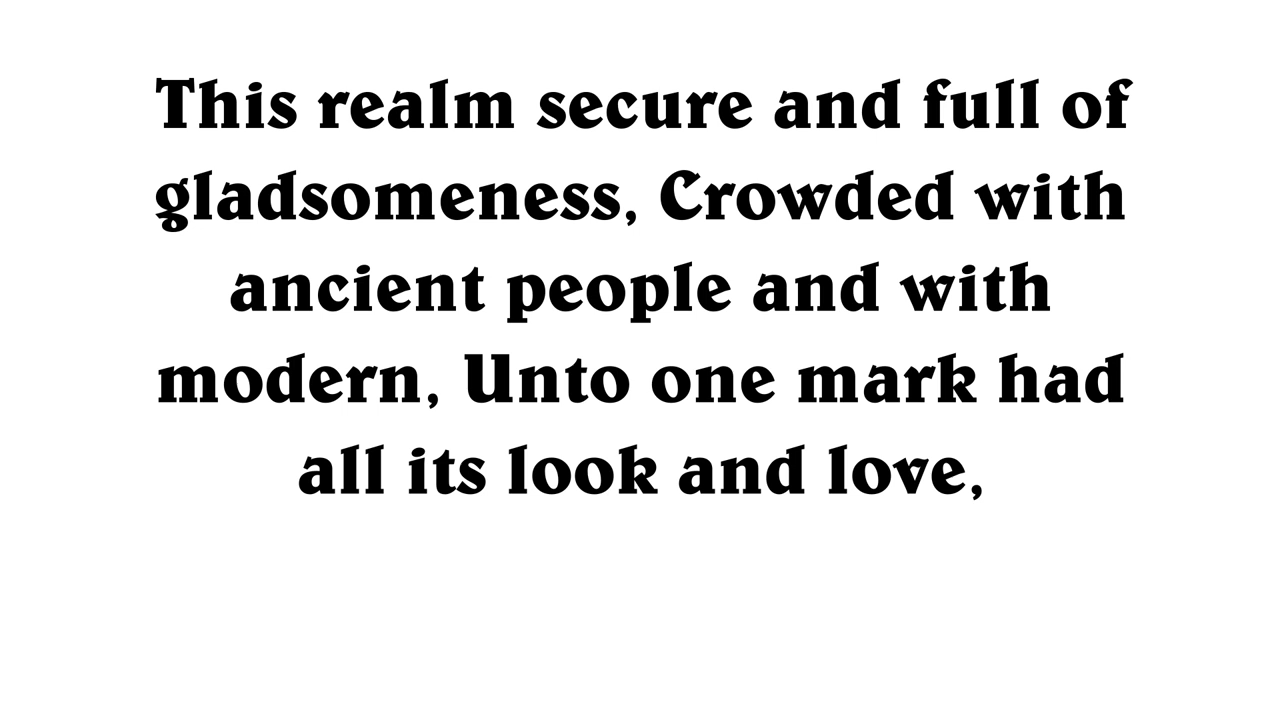 This realm secure and full of
gladsomeness, Crowded with
ancient people and with
modern, Unto one mark had
all its look and love,